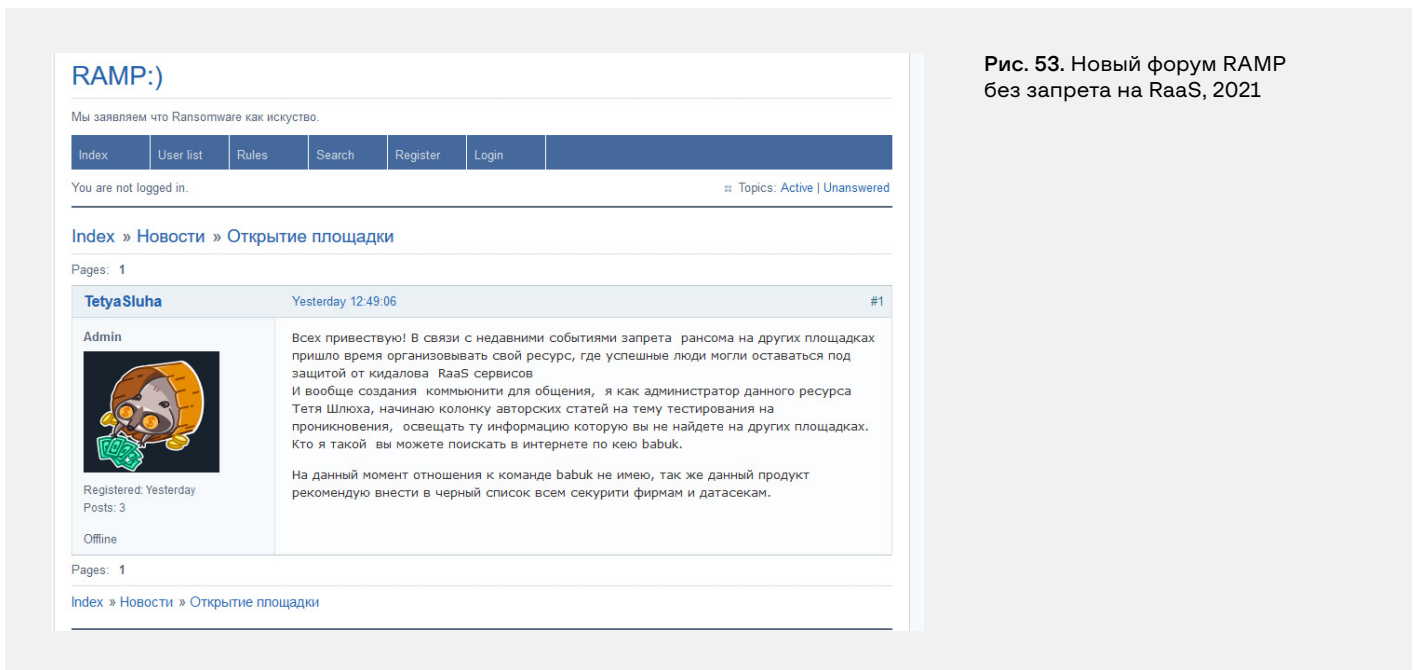 RAMP:)
Мы заявляем что Ransomware как искуство.
Index User list Rules Search Register Login
You are not logged in.
Topics: Active | Unanswered
Index » Новости » Открытие площадки
Pages: 1
TetyaSluha
Yesterday 12:49:06
#1
Admin
Registered: Yesterday
Posts: 3
Offline
Всех привествую! В связи с недавними событиями запрета рансома на других площадках
пришло время организовывать свой ресурс, где успешные люди могли оставаться под
защитой от кидалова RaaS сервисов
И вообще создания коммьюнити для общения, я как администратор данного ресурса
Тетя Шлюха, начинаю колонку авторских статей на тему тестирования на
проникновения, освещать ту информацию которую вы не найдете на других площадках.
Кто я такой вы можете поискать в интернете по кею babuk.
На данный момент отношения к команде babuk не имею, так же данный продукт
рекомендую внести в черный список всем секурити фирмам и датасекам.
Pages: 1
Index » Новости » Открытие площадки
Рис. 53. Новый форум RAMP
без запрета на RaaS, 2021